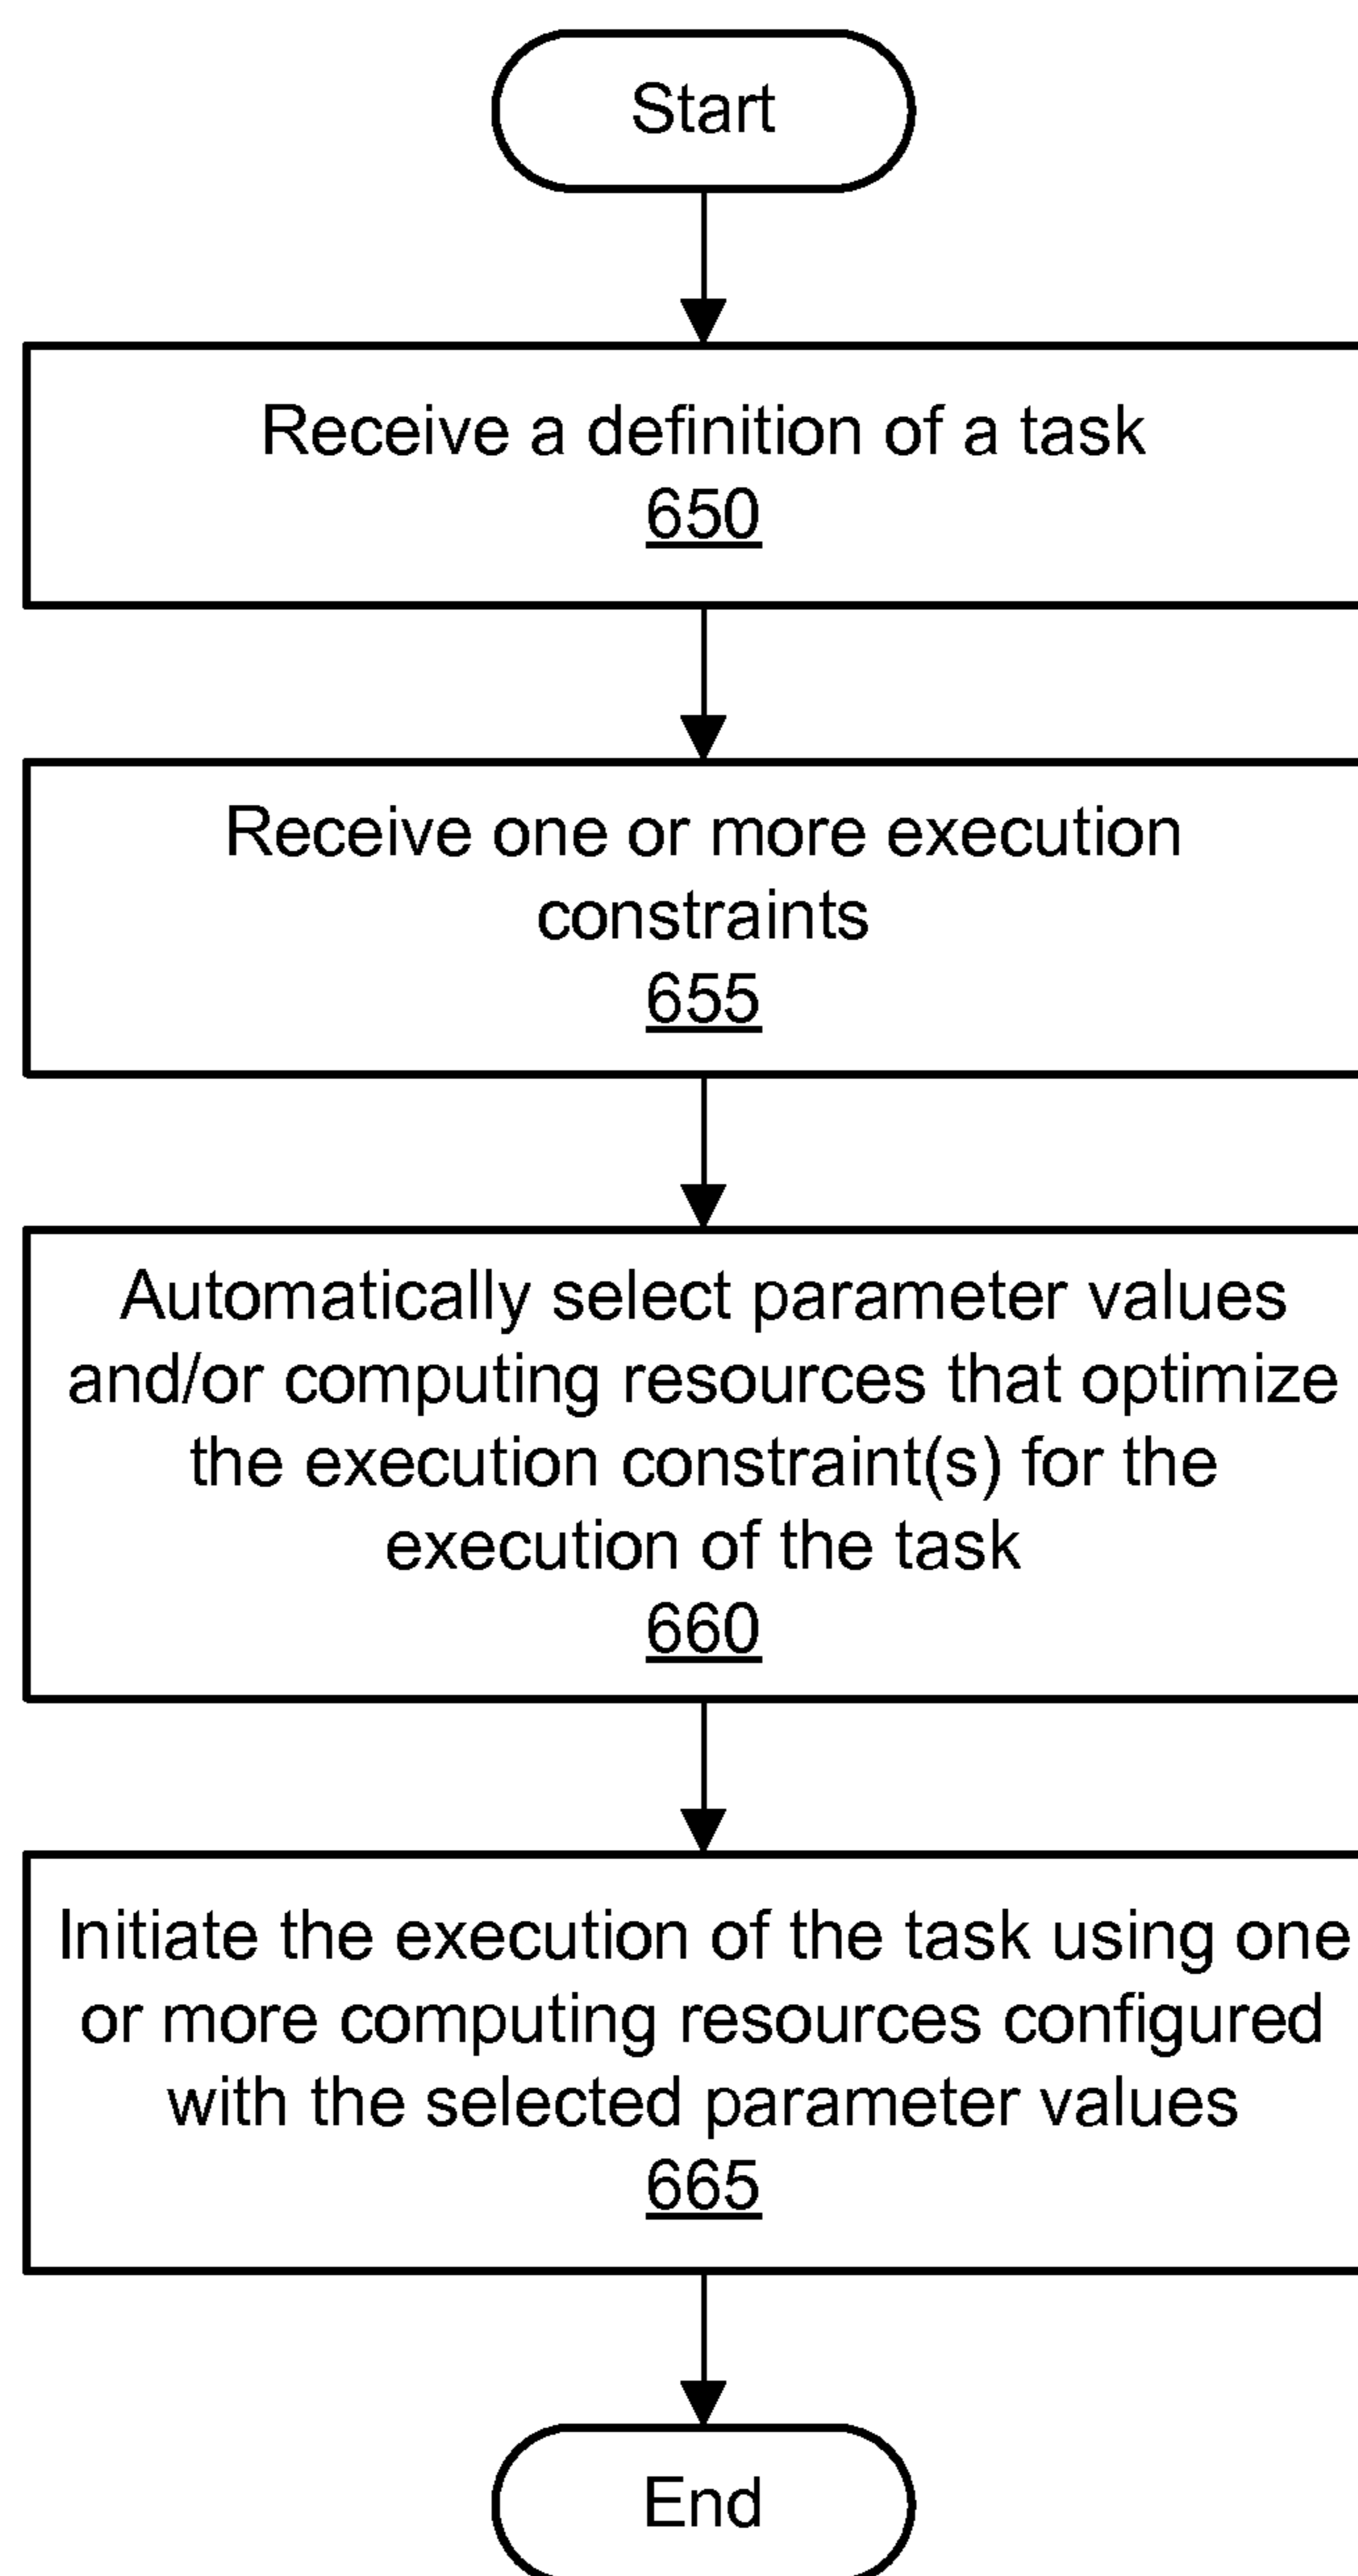 Start
Receive a definition of a task
650
Receive one or more execution
constraints
655
Automatically select parameter values
and/or computing resources that optimize
the execution constraint(s) for the
execution of the task
660
Initiate the execution of the task using one
or more computing resources configured
with the selected parameter values
665
End